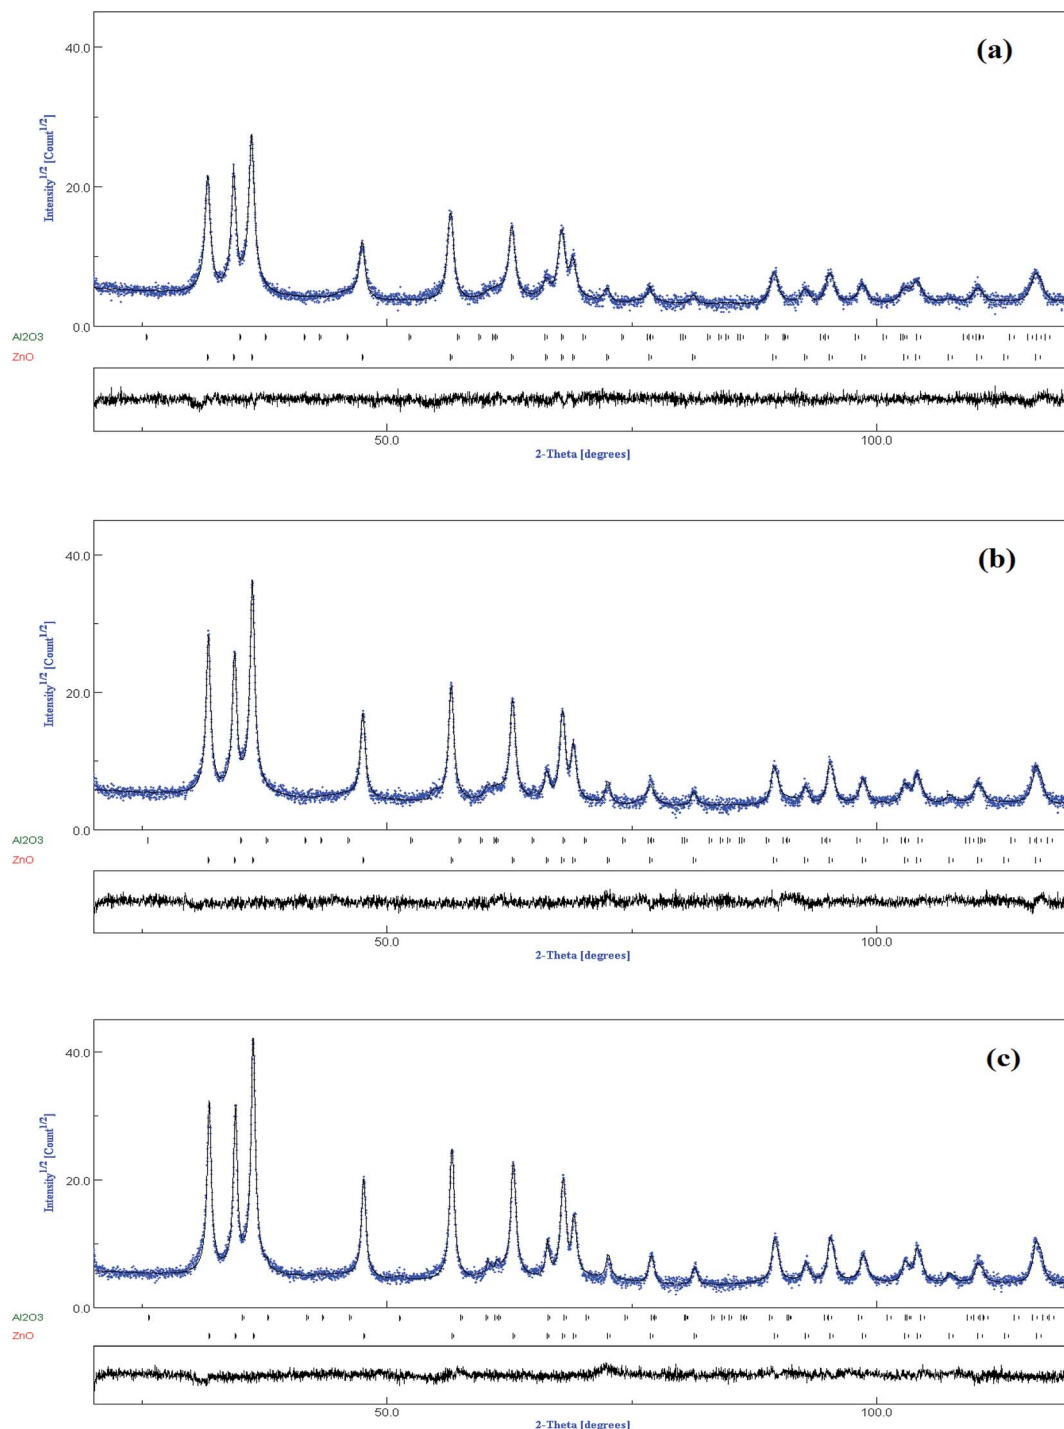 (a)
40.0
20.0
0.0
Intensity1/2 [Count1/2]
Al2O3
ZnO
50.0
100.0
2-Theta [degrees]
(b)
40.0
20.0
0.0
Intensity1/2 [Count1/2]
Al2O3
ZnO
50.0
100.0
2-Theta [degrees]
(c)
40.0
20.0
0.0
Intensity1/2 [Count1/2]
Al2O3
ZnO
50.0
100.0
2-Theta [degrees]